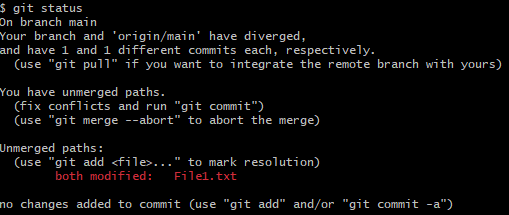 $ git status
On branch main
Your branch and 'origin/main' have diverged,
and have 1 and 1 different commits each, respectively.
  (use "git pull" if you want to integrate the remote branch with yours)

You have unmerged paths.
  (fix conflicts and run "git commit")
  (use "git merge --abort" to abort the merge)

Unmerged paths:
  (use "git add <file>..." to mark resolution)
        both modified:   File1.txt

no changes added to commit (use "git add" and/or "git commit -a")